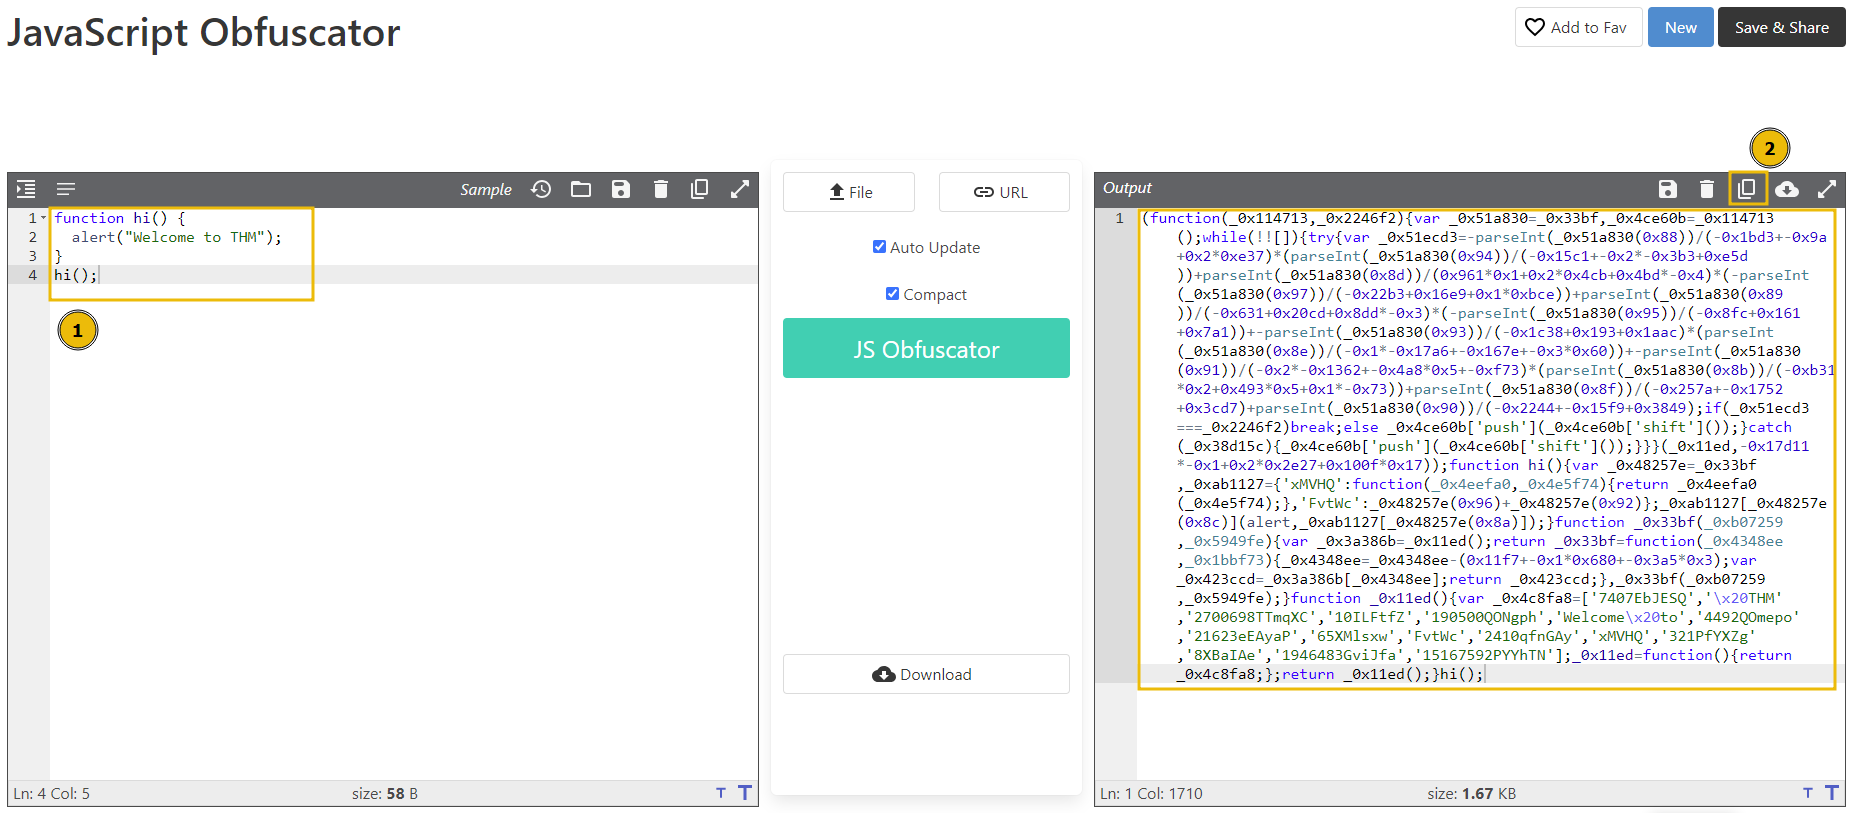 JavaScript Obfuscator
Add to Fav
New
Save & Share
2
Sample
File
URL
Output
1 function hi() {
2   alert("Welcome to THM");
3 }
4 hi();
1
Auto Update
Compact
JS Obfuscator
Download
1 (function(_0x114713,_0x2246f2){var _0x51a830=_0x33bf,_0x4ce60b=_0x114713
();while(!![]){try{var _0x51ecd3=-parseInt(_0x51a830(0x88))/(-0x1bd3+-0x9a
+0x2*0xe37)*(parseInt(_0x51a830(0x94))/(-0x15c1+-0x2*-0x3b3+0xe5d
))+parseInt(_0x51a830(0x8d))/(0x961*0x1+0x2*0x4cb+0x4bd*-0x4)*(-parseInt
(_0x51a830(0x97))/(-0x22b3+0x16e9+0x1*0xbce))+parseInt(_0x51a830(0x89
))/(-0x631+0x20cd+0x8dd*-0x3)*(-parseInt(_0x51a830(0x95))/(-0x8fc+0x161
+0x7a1))+-parseInt(_0x51a830(0x93))/(-0x1c38+0x193+0x1aac)*(parseInt
(_0x51a830(0x8e))/(-0x1*-0x17a6+-0x167e+-0x3*0x60))+-parseInt(_0x51a830
(0x91))/(-0x2*-0x1362+-0x4a8*0x5+-0xf73)*(parseInt(_0x51a830(0x8b))/(-0xb31
*0x2+0x493*0x5+0x1*-0x73))+parseInt(_0x51a830(0x8f))/(-0x257a+-0x1752
+0x3cd7)+parseInt(_0x51a830(0x90))/(-0x2244+-0x15f9+0x3849);if(_0x51ecd3
===_0x2246f2)break;else _0x4ce60b['push'](_0x4ce60b['shift']());}catch
(_0x38d15c){_0x4ce60b['push'](_0x4ce60b['shift']());}}}(_0x11ed,-0x17d11
*-0x1+0x2*0x2e27+0x100f*0x17));function hi(){var _0x48257e=_0x33bf
,_0xab1127={'xMVHQ':function(_0x4eefa0,_0x4e5f74){return _0x4eefa0
(_0x4e5f74);},'FvtWc':_0x48257e(0x96)+_0x48257e(0x92)};_0xab1127[_0x48257e
(0x8c)](alert,_0xab1127[_0x48257e(0x8a)]);}function _0x33bf(_0xb07259
,_0x5949fe){var _0x3a386b=_0x11ed();return _0x33bf=function(_0x4348ee
,_0x1bbf73){_0x4348ee=_0x4348ee-(0x11f7+-0x1*0x680+-0x3a5*0x3);var
_0x423ccd=_0x3a386b[_0x4348ee];return _0x423ccd;},_0x33bf(_0xb07259
,_0x5949fe);}function _0x11ed(){var _0x4c8fa8=['7407EbJESQ','\x20THM'
,'2700698TTmqXC','10ILFtfZ','190500QONgph','Welcome\x20to','4492QOmepo'
,'21623eEAyaP','65XMlsxw','FvtWc','2410qfnGAy','xMVHQ','321PfYXZg'
,'8XBaIAe','1946483GviJfa','15167592PYYhTN'];_0x11ed=function(){return
_0x4c8fa8;};return _0x11ed();}hi();
Ln: 4 Col: 5
size: 58 B
T T
Ln: 1 Col: 1710
size: 1.67 KB
T T